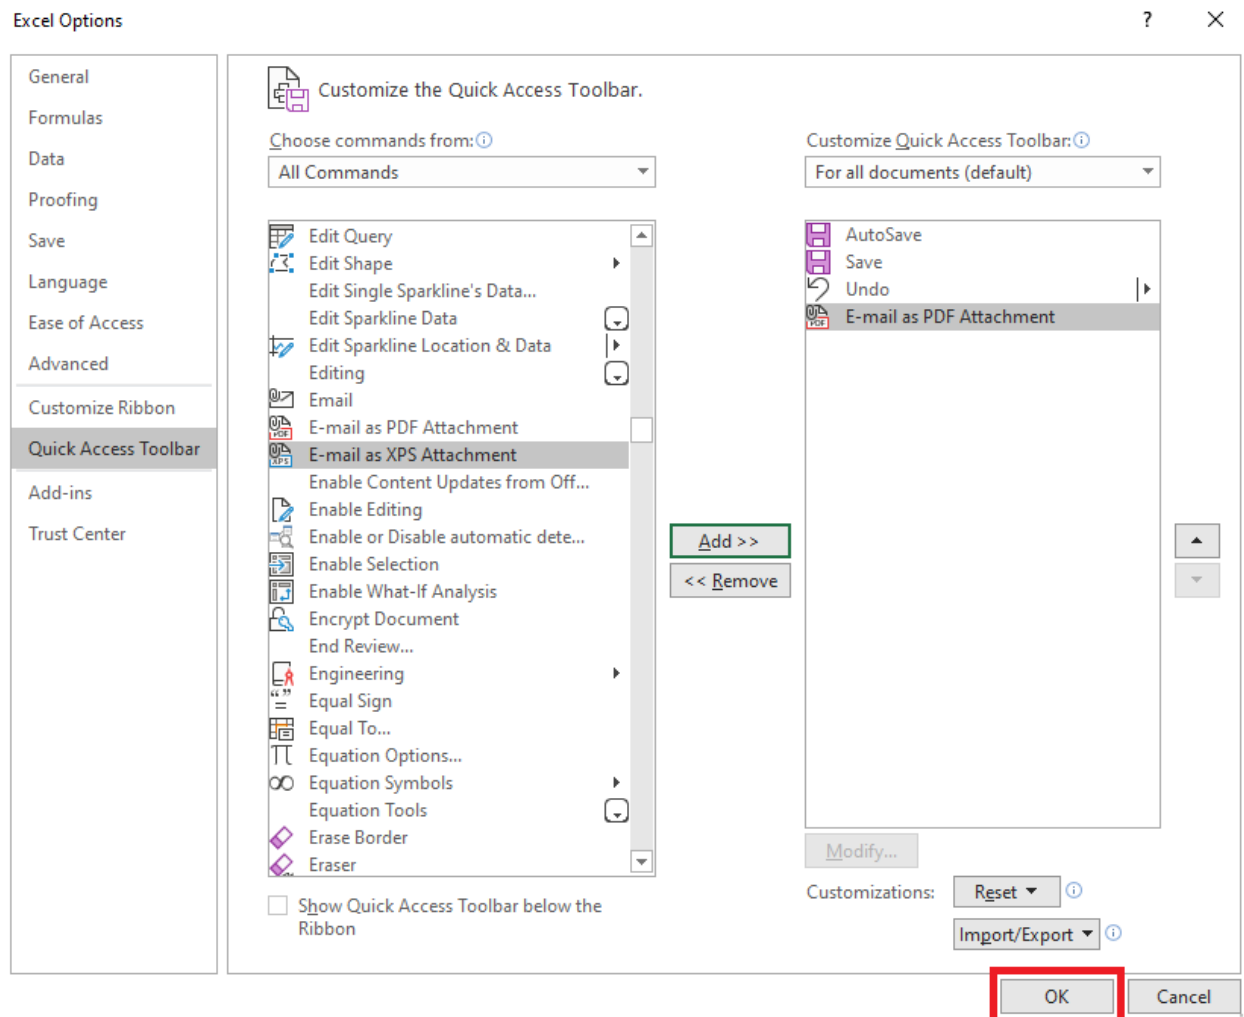 Excel Options
?
General
Formulas
Data
Proofing
Save
Language
Ease of Access
Advanced
Customize Ribbon
Quick Access Toolbar
Add-ins
Trust Center
Customize the Quick Access Toolbar.
Choose commands from:
All Commands
Edit Query
Edit Shape
Edit Single Sparkline's Data...
Edit Sparkline Data
Edit Sparkline Location & Data
Editing
Email
E-mail as PDF Attachment
E-mail as XPS Attachment
Enable Content Updates from Off...
Enable Editing
Enable or Disable automatic dete...
Enable Selection
Enable What-If Analysis
Encrypt Document
End Review...
Engineering
Equal Sign
Equal To...
Equation Options...
Equation Symbols
Equation Tools
Erase Border
Eraser
Show Quick Access Toolbar below the
Ribbon
Add >>
<< Remove
Customize Quick Access Toolbar:
For all documents (default)
AutoSave
Save
Undo
E-mail as PDF Attachment
Modify...
Customizations:
Reset
Import/Export
OK
Cancel